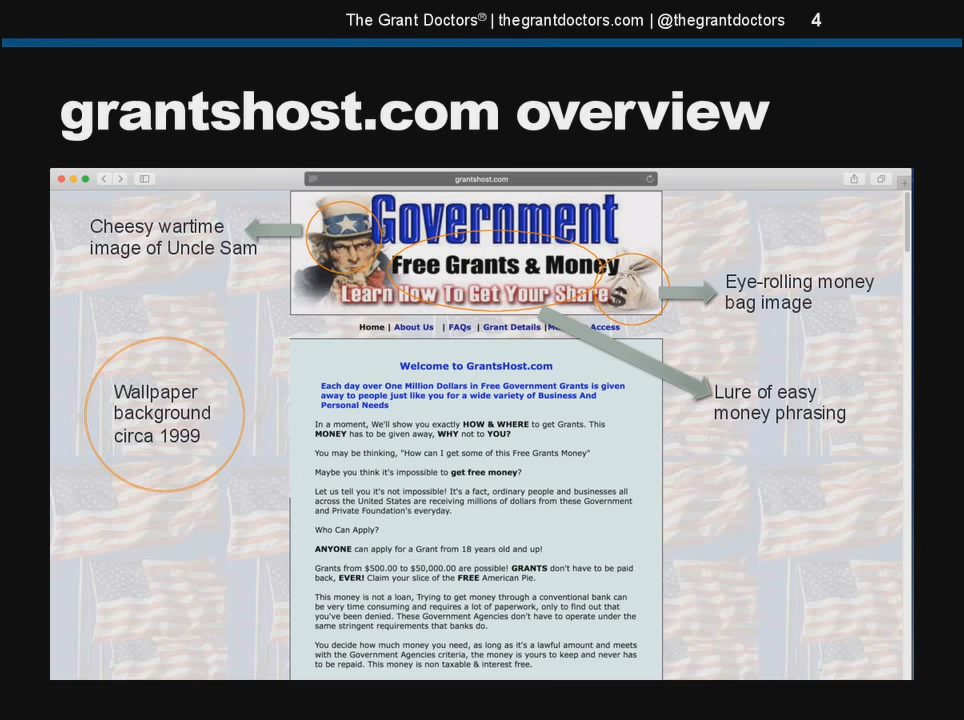 The Grant Doctors® | thegrantdoctors.com | @thegrantdoctors 4
grantshost.com overview
grantshost.com
Cheesy wartime
image of Uncle Sam
Government
Free Grants & Money
Learn How To Get Your Share
$
Eye-rolling money
bag image
Home | About Us | FAQs | Grant Details | Access
Wallpaper
background
circa 1999
Lure of easy
money phrasing
Welcome to GrantsHost.com
Each day over One Million Dollars in Free Government Grants is given
away to people just like you for a wide variety of Business And
Personal Needs
In a moment, We'll show you exactly HOW & WHERE to get Grants. This
MONEY has to be given away, WHY not to YOU?
You may be thinking, "How can I get some of this Free Grants Money"
Maybe you think it's impossible to get free money?
Let us tell you it's not impossible! It's a fact, ordinary people and businesses all
across the United States are receiving millions of dollars from these Government
and Private Foundation's everyday.
Who Can Apply?
ANYONE can apply for a Grant from 18 years old and up!
Grants from $500.00 to $50,000.00 are possible! GRANTS don't have to be paid
back, EVER! Claim your slice of the FREE American Pie.
This money is not a loan, Trying to get money through a conventional bank can
be very time consuming and requires a lot of paperwork, only to find out that
you've been denied. These Government Agencies don't have to operate under the
same stringent requirements that banks do.
You decide how much money you need, as long as it's a lawful amount and meets
with the Government Agencies criteria, the money is yours to keep and never has
to be repaid. This money is non taxable & interest free.